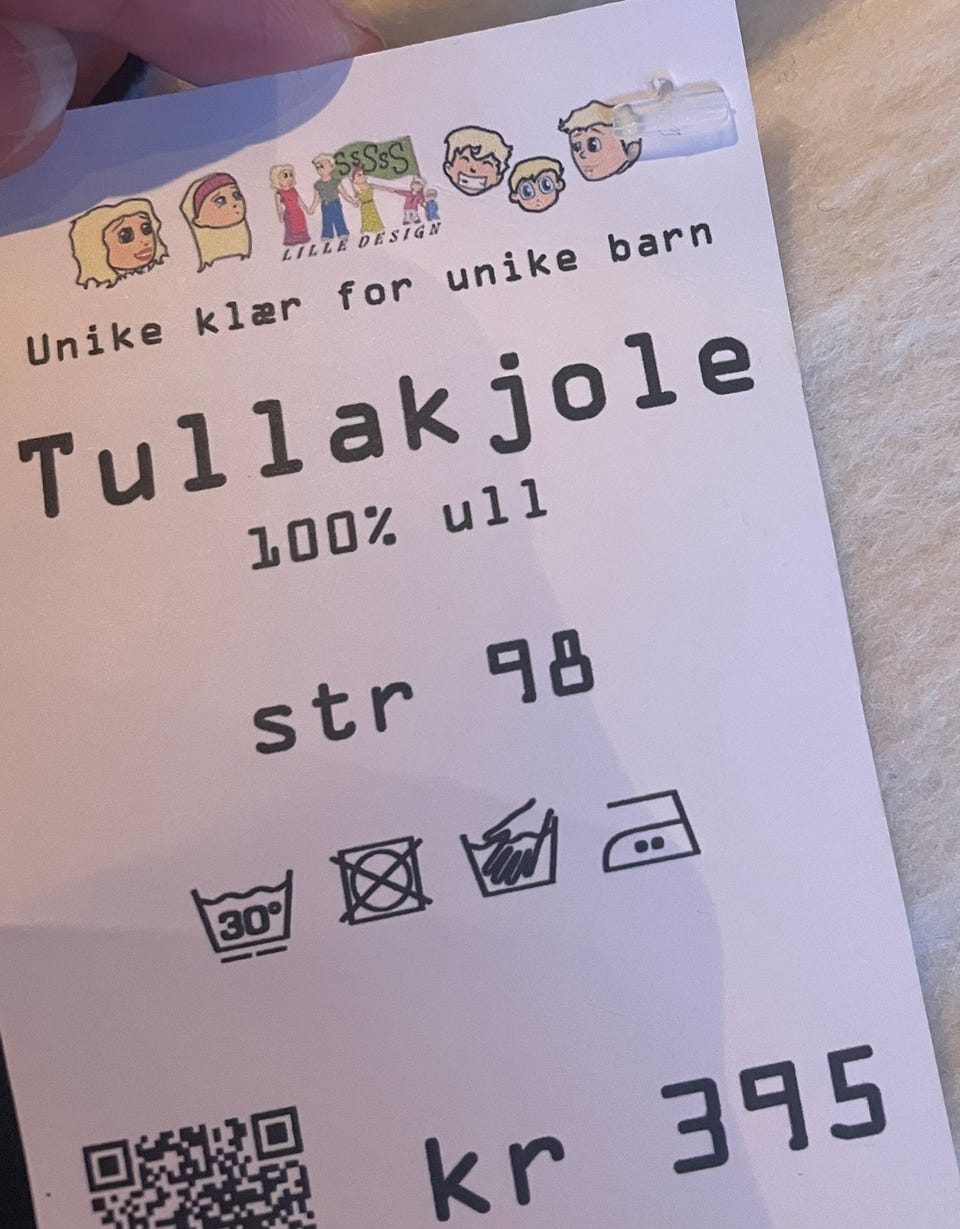 SSSSS
LILLE DESIGN
Unike klær for unike barn
Tullakjole
100% ull
str 98
30°
kr 395